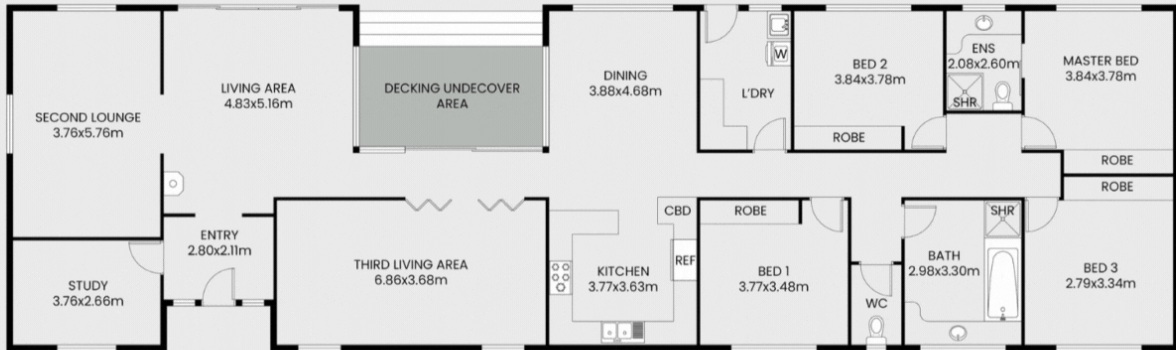 SECOND LOUNGE
3.76x5.76m
LIVING AREA
4.83x5.16m
DECKING UNDECOVER
AREA
DINING
3.88x4.68m
W
L'DRY
BED 2
3.84x3.78m
ROBE
ENS
2.08x2.60m
SHR
MASTER BED
3.84x3.78m
ROBE
ROBE
STUDY
3.76x2.66m
ENTRY
2.80x2.11m
THIRD LIVING AREA
6.86x3.68m
CBD
REF
KITCHEN
3.77x3.63m
ROBE
BED 1
3.77x3.48m
WC
SHR
BATH
2.98x3.30m
BED 3
2.79x3.34m